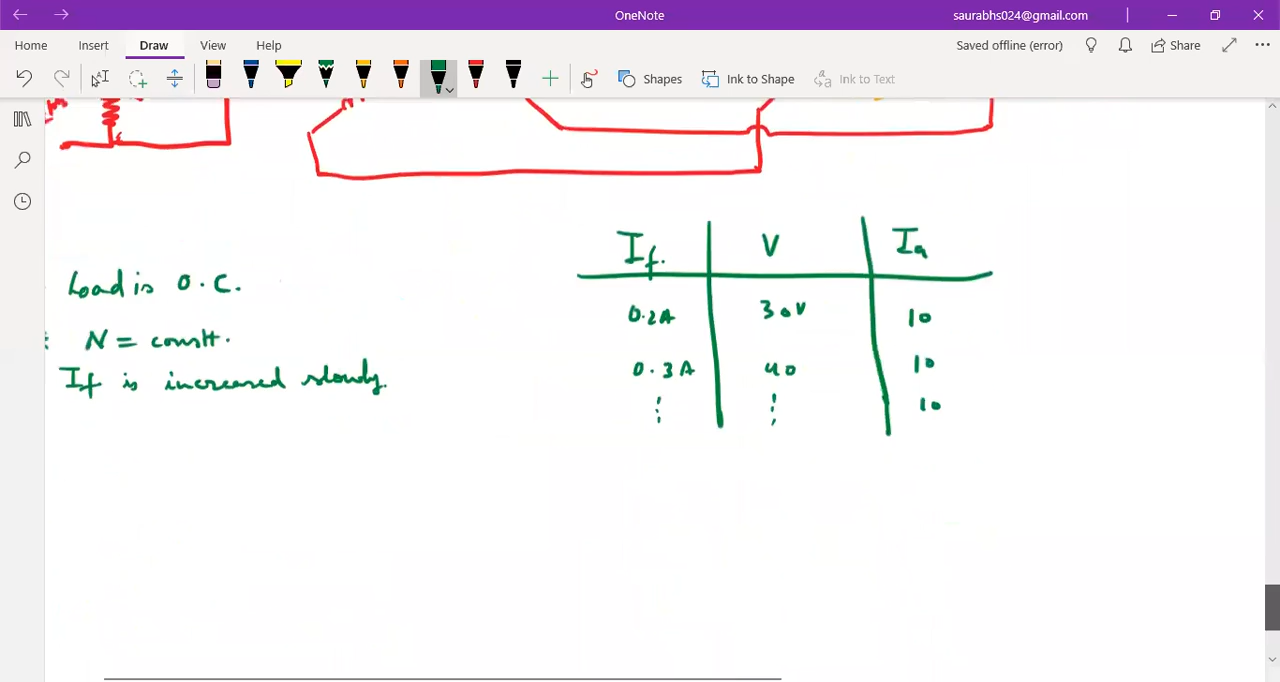 OneNote
saurabhs024@gmail.com
Home Insert Draw View Help
Saved offline (error) Share
Shapes Ink to Shape Ink to Text
If. V Ia
Load is O.C.
0.2A 30V 10
N = constt.
0.3A 40 10
If is increased slowly.
10